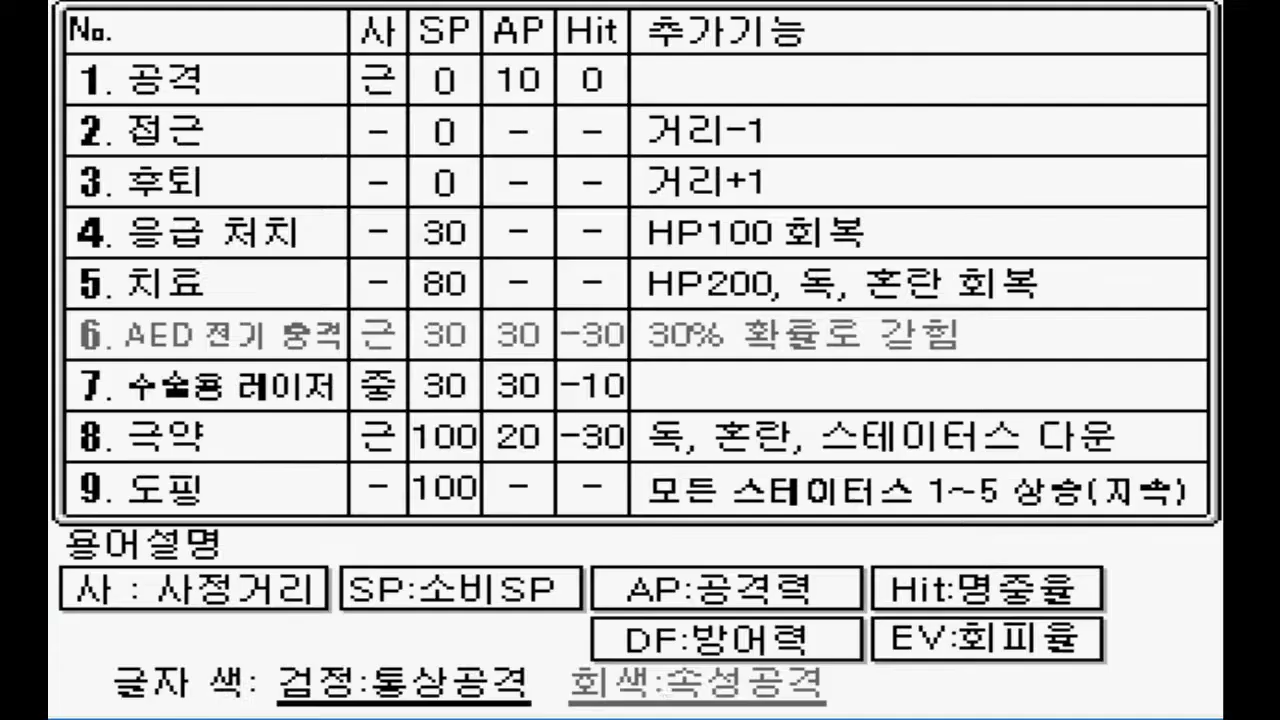 No. 사 SP AP Hit 추가기능
1. 공격 근 0 10 0
2. 접근 - 0 - - 거리-1
3. 후퇴 - 0 - - 거리+1
4. 응급 처치 - 30 - - HP100 회복
5. 치료 - 80 - - HP200, 독, 혼란 회복
6. AED 전기 충격 근 30 30 -30 30% 확률로 갇힘
7. 수술용 레이저 중 30 30 -10
8. 극약 근 100 20 -30 독, 혼란, 스테이터스 다운
9. 도핑 - 100 - - 모든 스테이터스 1~5 상승(지속)
용어설명
사 : 사정거리 SP:소비SP AP:공격력 Hit:명중율
DF:방어력 EV:회피율
글자 색: 검정:통상공격 회색:속성공격